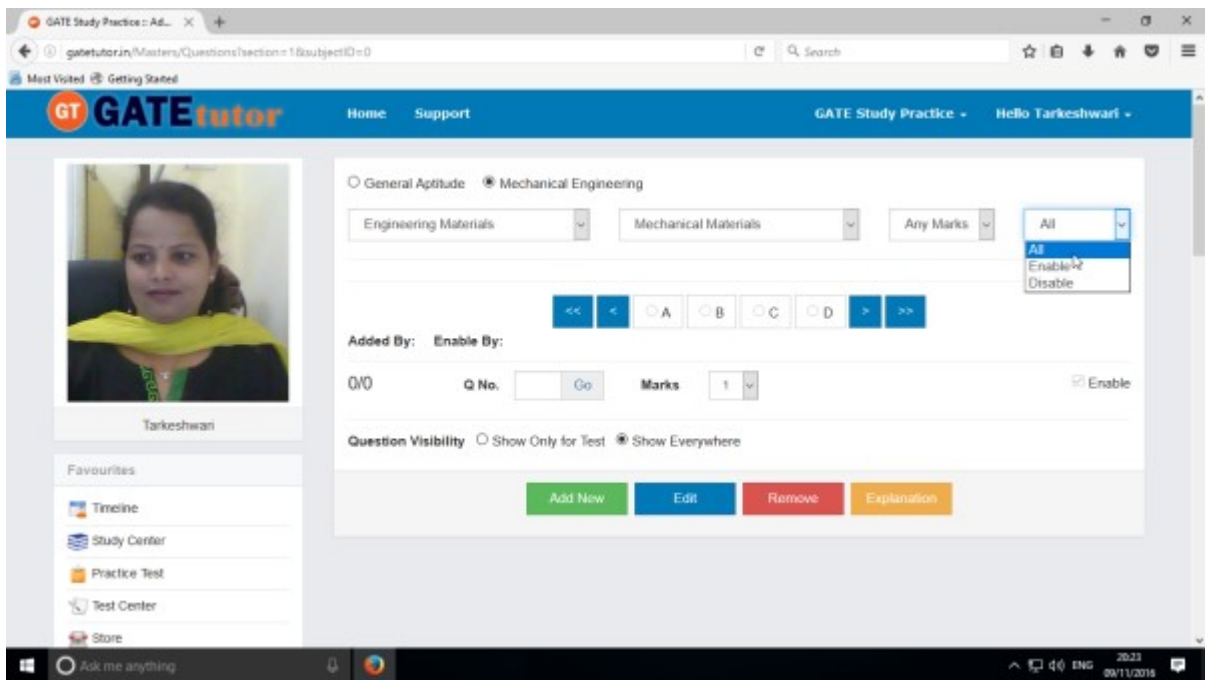 GATE Study Practice :: Ad...
gatetutor.in/Masters/Questions?section=1&subjectID=0
Search
Most Visited Getting Started
GT GATEtutor Home Support GATE Study Practice Hello Tarkeshwari
General Aptitude Mechanical Engineering
Engineering Materials Mechanical Materials Any Marks All
All
Enable
Disable
<< < A B C D > >>
Added By: Enable By:
0/0 Q No. Go Marks 1 Enable
Tarkeshwari
Question Visibility Show Only for Test Show Everywhere
Favourites
Add New Edit Remove Explanation
Timeline
Study Center
Practice Test
Test Center
Store
Ask me anything
ENG 20:23
09/11/2016